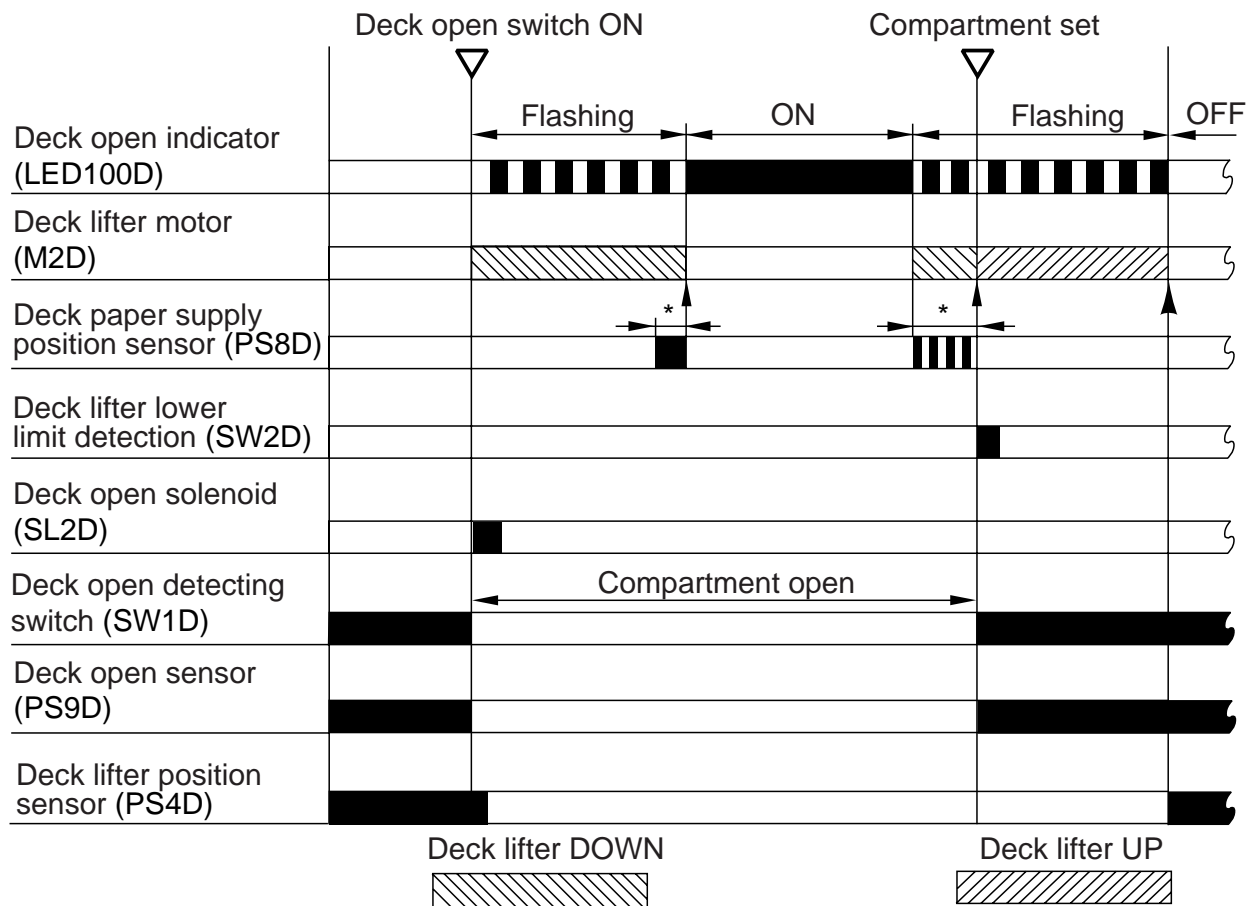 Deck open switch ON
Compartment set
Flashing
ON
Flashing
OFF
Deck open indicator
(LED100D)
Deck lifter motor
(M2D)
Deck paper supply
position sensor (PS8D)
*
*
Deck lifter lower
limit detection (SW2D)
Deck open solenoid
(SL2D)
Deck open detecting
switch (SW1D)
Compartment open
Deck open sensor
(PS9D)
Deck lifter position
sensor (PS4D)
Deck lifter DOWN
Deck lifter UP